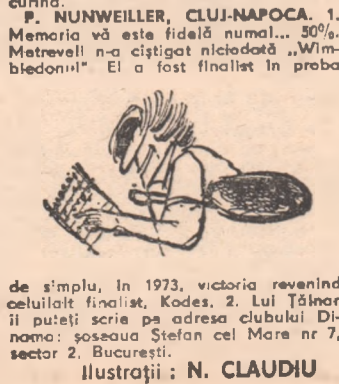 P. NUNWEILLER, CLUJ-NAPOCA. 1.
Memoria vă este fidelă numai... 50%.
Metreveli n-a cîştigat niciodată „Wim-
bledonul". El a fost finalist în proba
de simplu, în 1973, victoria revenind
celuilalt finalist, Kodes. 2. Lui Ţălnar
îi puteţi scrie pe adresa clubului Di-
namo: şoseaua Ştefan cel Mare nr 7,
sector 2, Bucureşti.
Ilustraţii : N. CLAUDIU